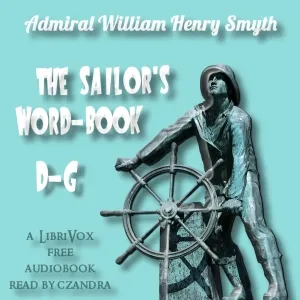 Admiral William Henry Smyth
THE SAILOR'S
WORD-BOOK
D-G
A LIBRIVOX
FREE
AUDIOBOOK
READ BY CZANDRA